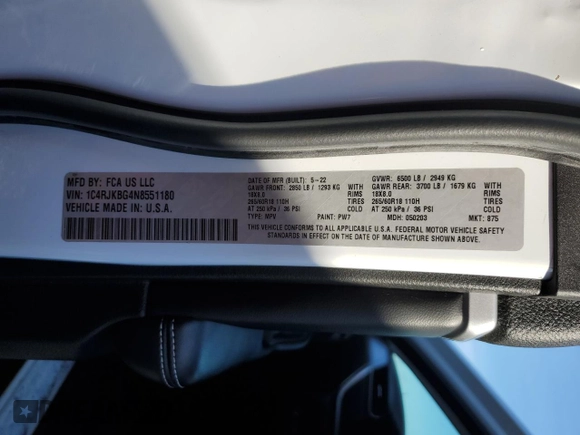 MFD BY: FCA US LLC
VIN: 1C4RJKBG4N8551180
VEHICLE MADE IN: U.S.A.
DATE OF MFR (BUILT): 5-22 GVWR: 6500 LB / 2949 KG
GAWR FRONT: 2850 LB / 1293 KG WITH GAWR REAR: 3700 LB / 1679 KG WITH
18X8.0 RIMS 18X8.0 RIMS
265/60R18 110H TIRES 265/60R18 110H TIRES
AT 250 kPa / 36 PSI COLD AT 250 kPa / 36 PSI COLD
TYPE: MPV PAINT: PW7 MDH: 050203 MKT: 875
THIS VEHICLE CONFORMS TO ALL APPLICABLE U.S.A. FEDERAL MOTOR VEHICLE SAFETY
STANDARDS IN EFFECT ON THE DATE OF MANUFACTURE SHOWN ABOVE.